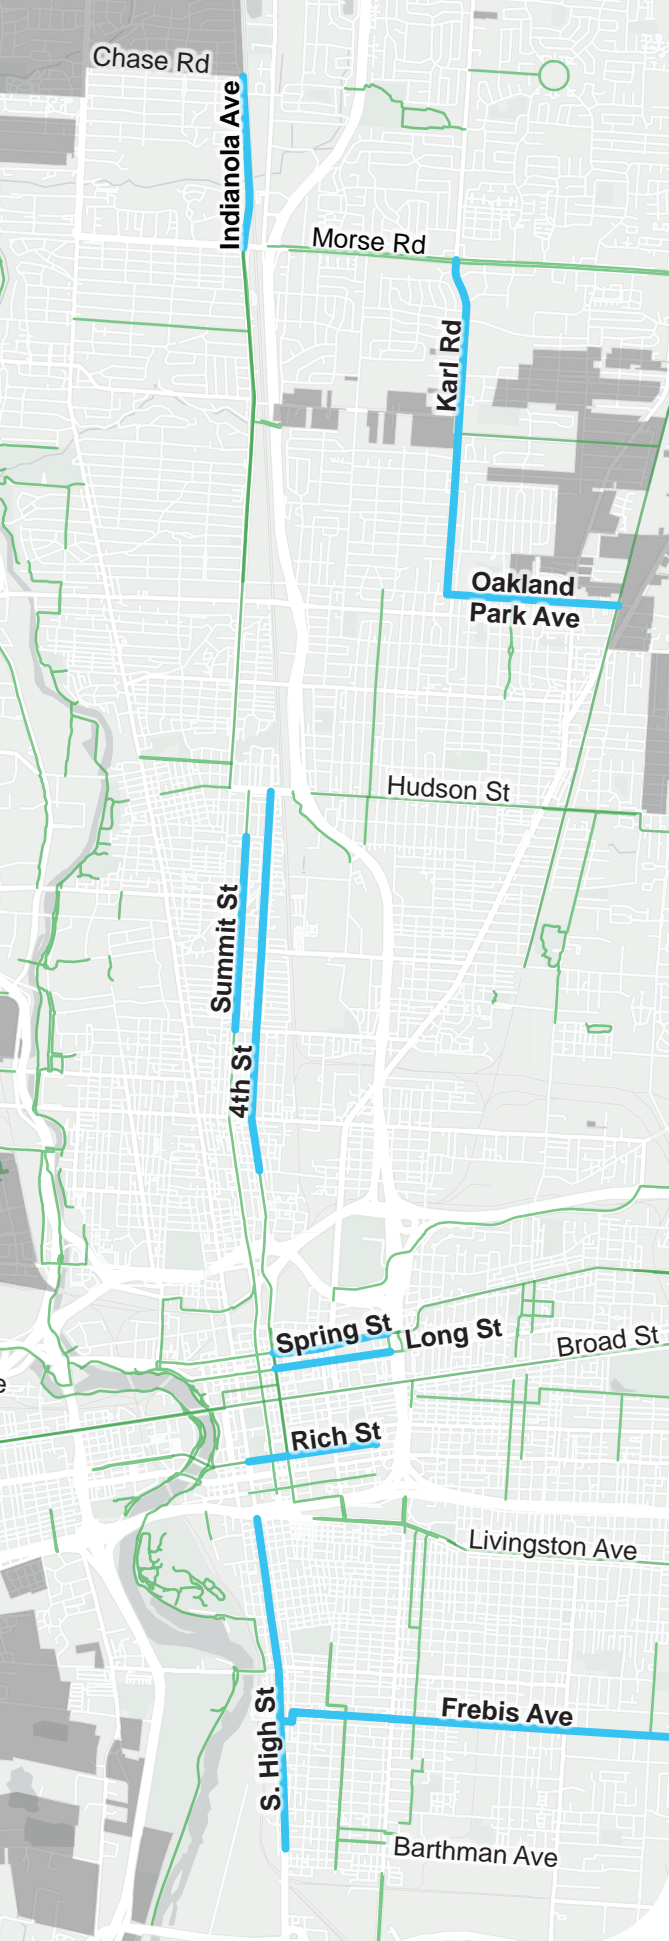 Chase Rd
Indianola Ave
Morse Rd
Karl Rd
Oakland
Park Ave
Hudson St
Summit St
4th St
Spring St
Long St
Broad St
e
Rich St
Livingston Ave
S. High St
Frebis Ave
Barthman Ave